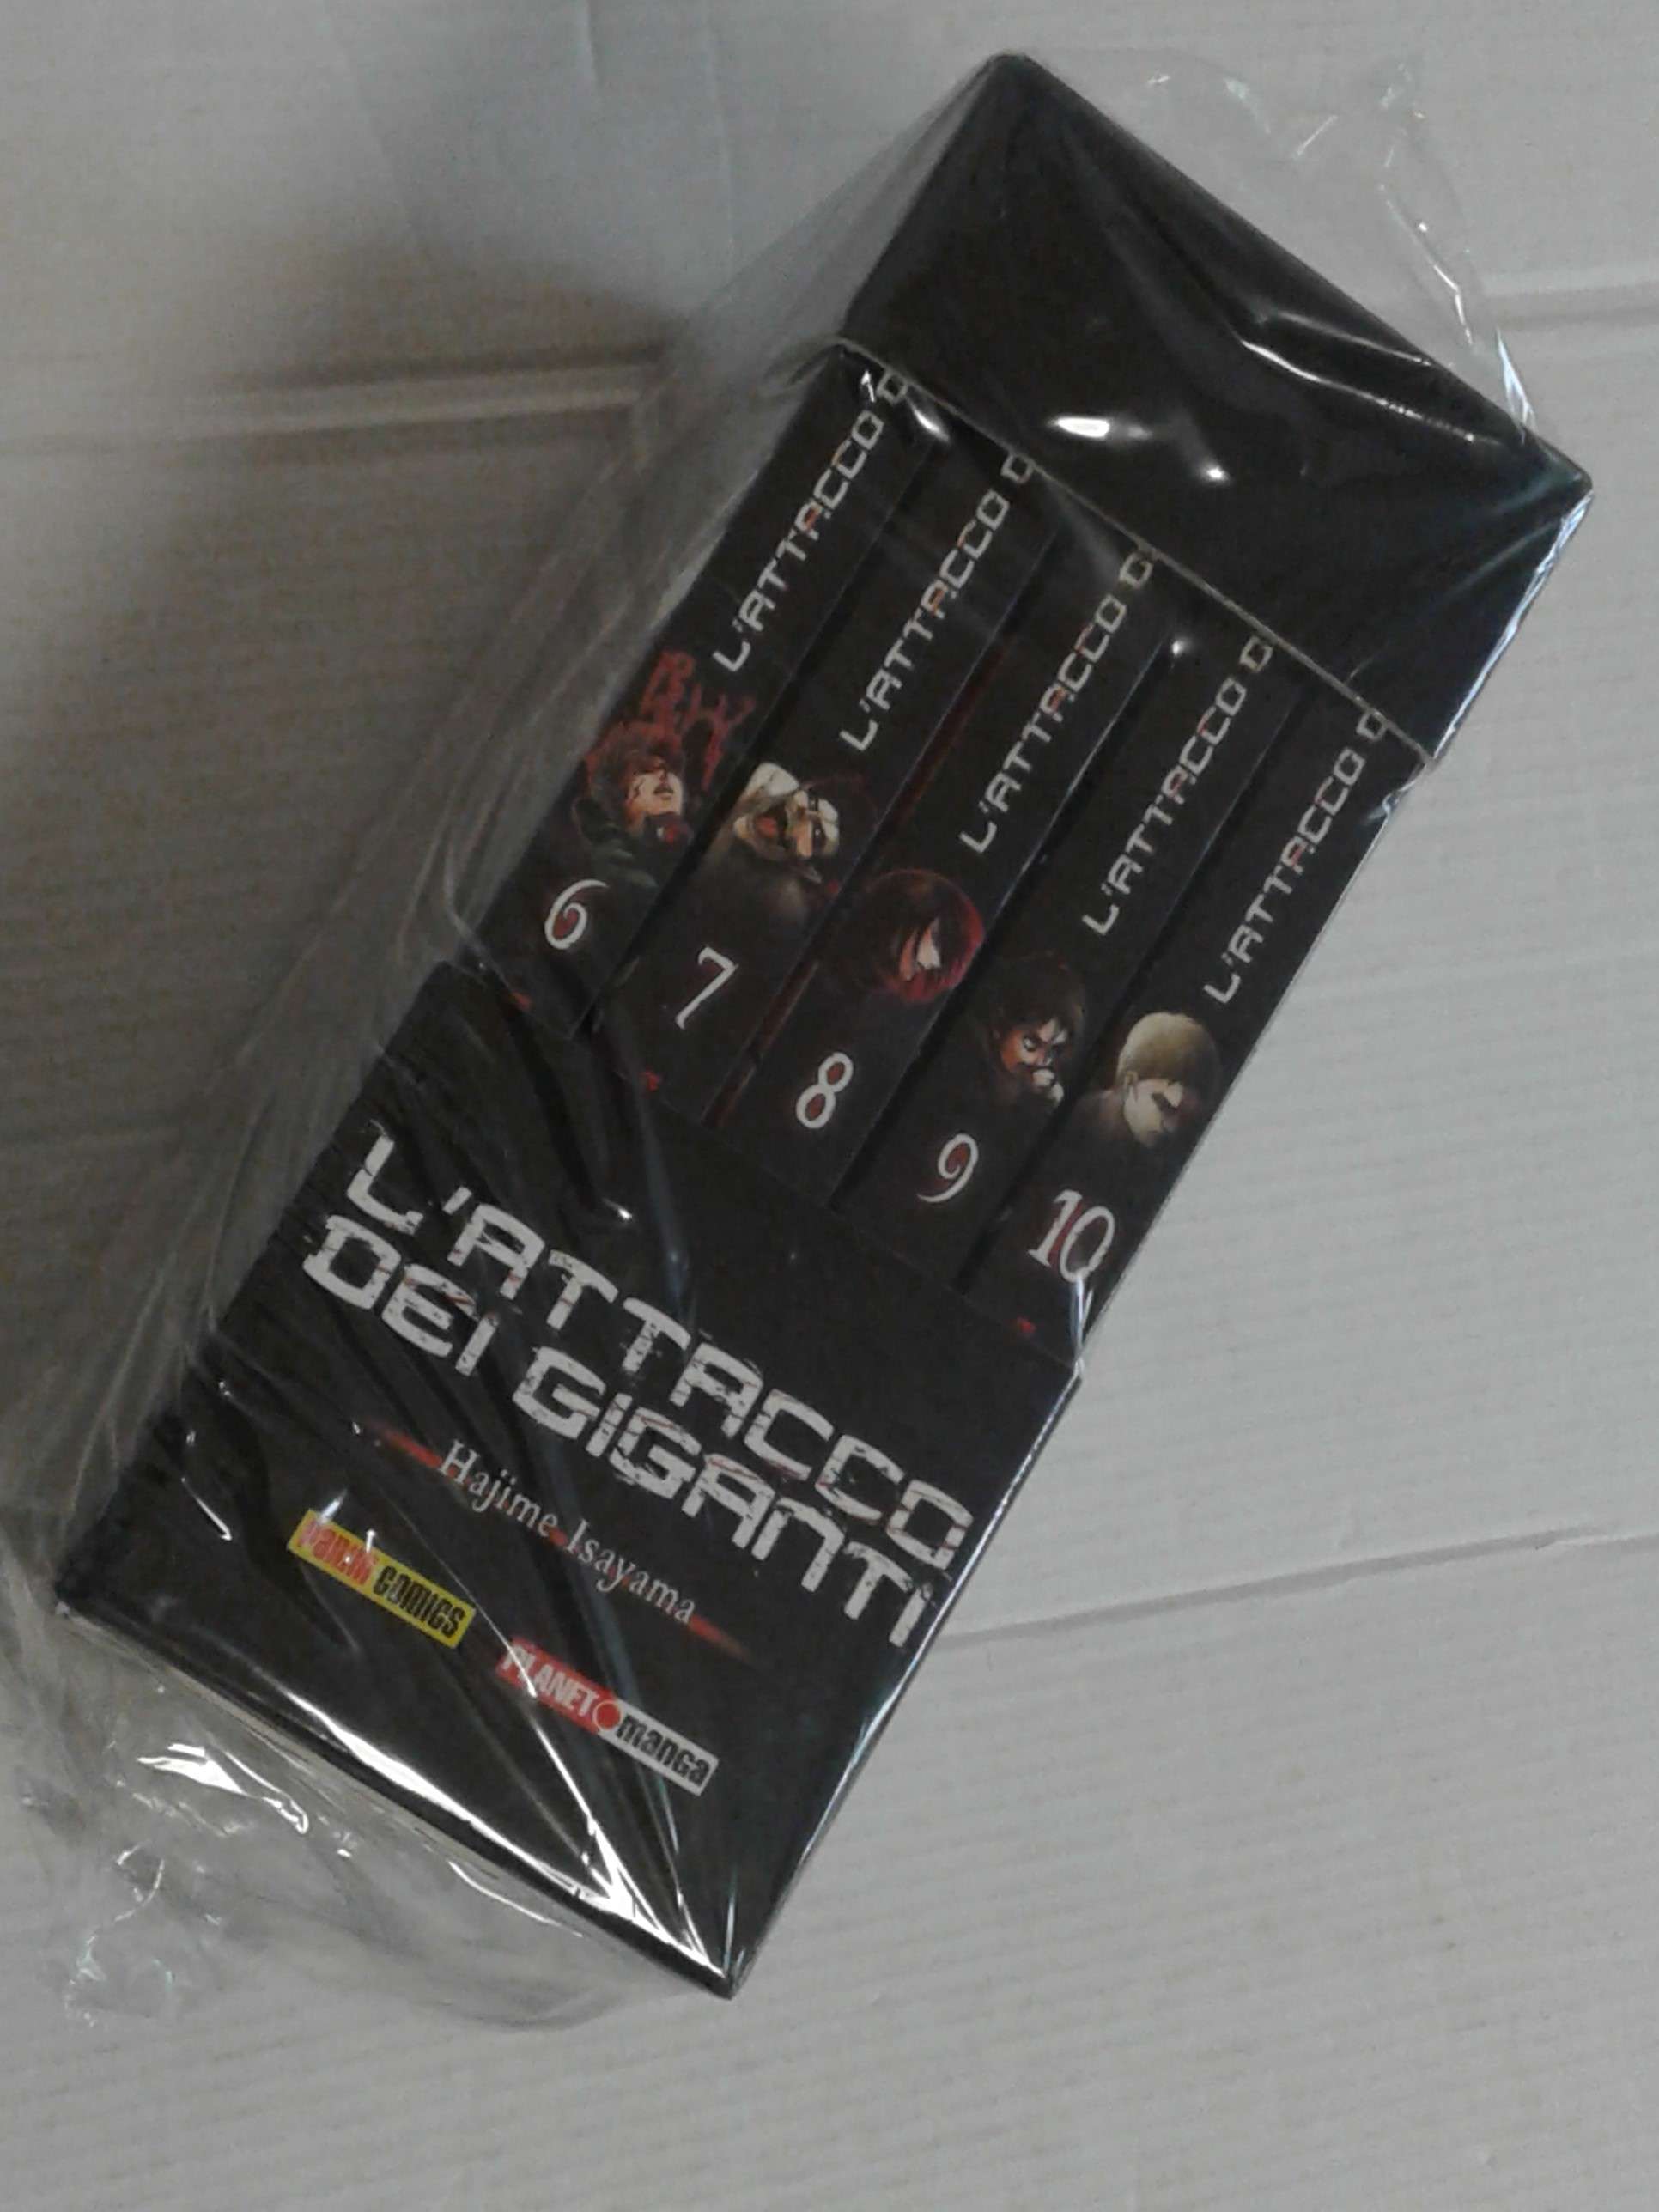 L'ATTACCO D
6
L'ATTACCO D
7
L'ATTACCO D
8
L'ATTACCO D
9
L'ATTACCO D
10
L'ATTACCO
DEI GIGANTI
Hajime Isayama
PANINI COMICS
PLANET manga